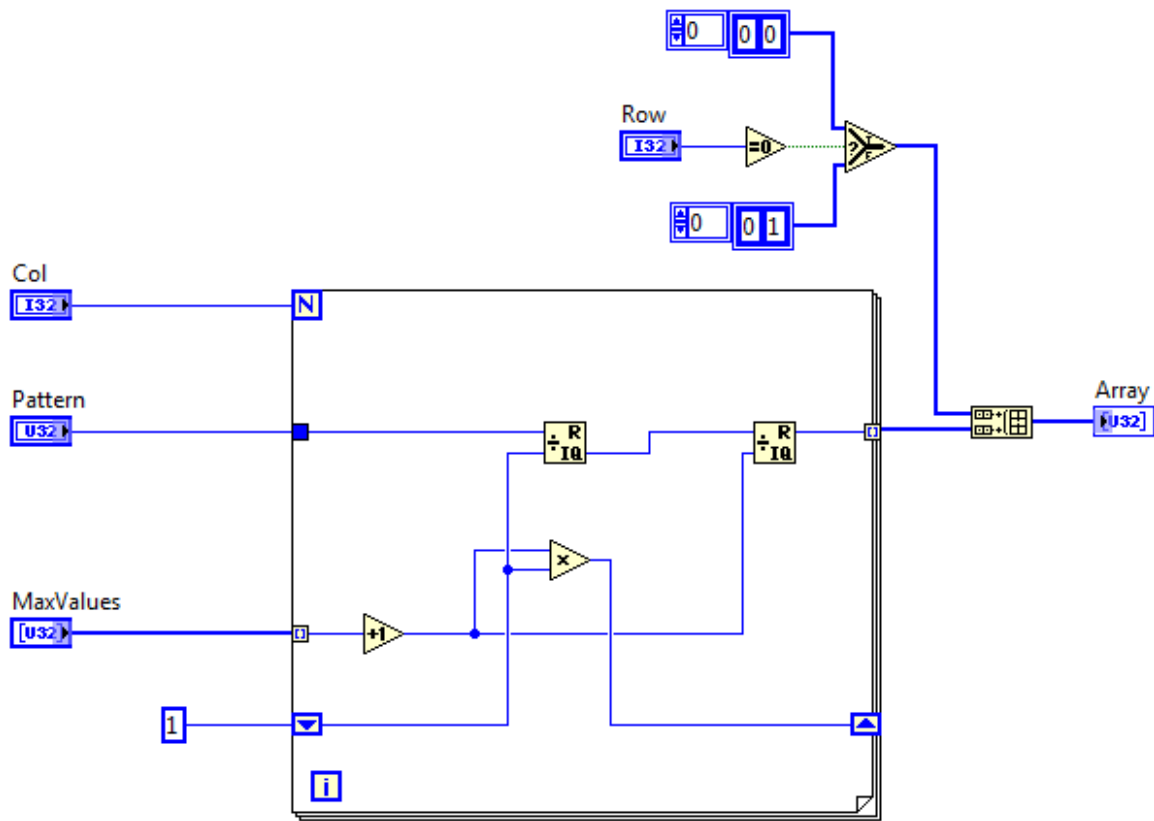 0 0 0
Row
I32
=0
? T F
0 0 1
Col
I32
N
Pattern
U32
R
IQ
R
IQ
Array
[U32]
x
MaxValues
[U32]
+1
1
i